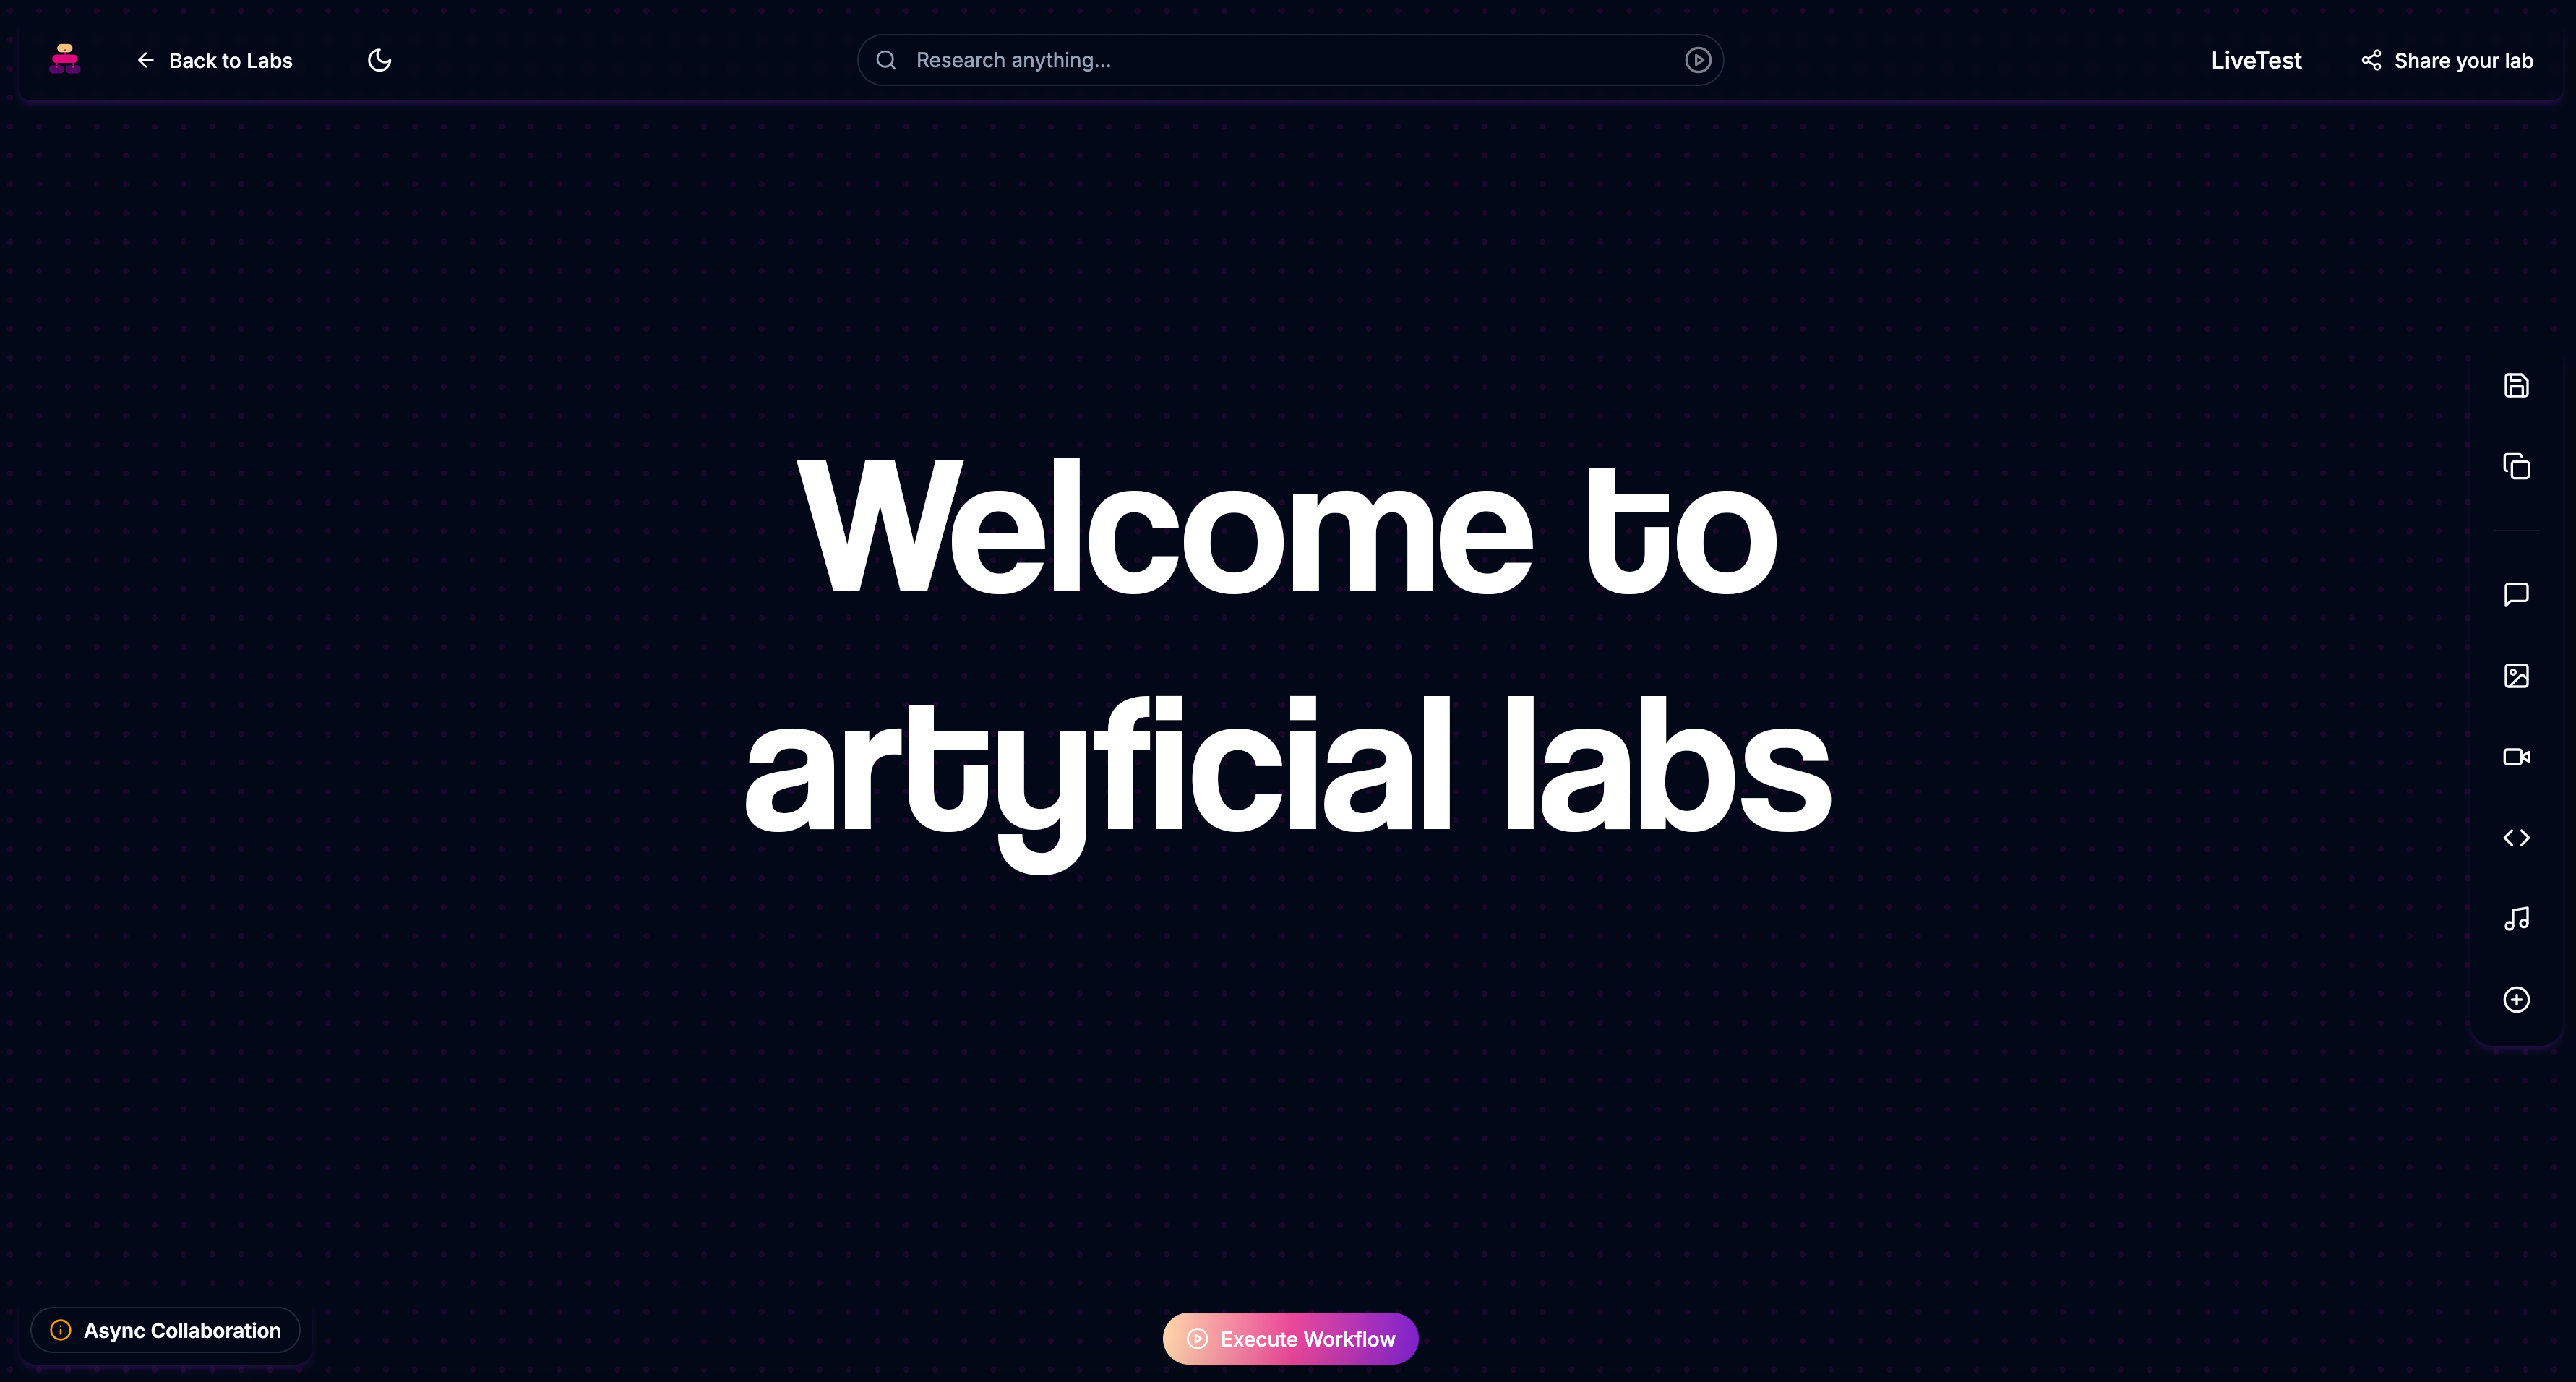 Back to Labs
Research anything...
LiveTest
Share your lab
Welcome to
artyficial labs
Async Collaboration
Execute Workflow